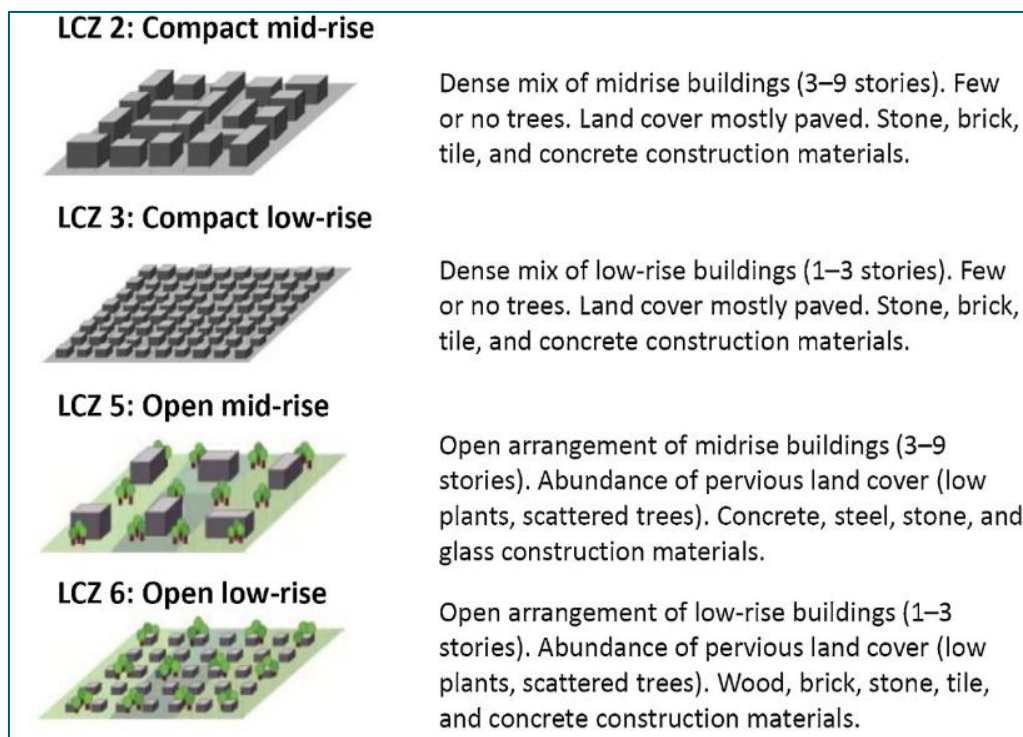 LCZ 2: Compact mid-rise
Dense mix of midrise buildings (3–9 stories). Few
or no trees. Land cover mostly paved. Stone, brick,
tile, and concrete construction materials.
LCZ 3: Compact low-rise
Dense mix of low-rise buildings (1–3 stories). Few
or no trees. Land cover mostly paved. Stone, brick,
tile, and concrete construction materials.
LCZ 5: Open mid-rise
Open arrangement of midrise buildings (3–9
stories). Abundance of pervious land cover (low
plants, scattered trees). Concrete, steel, stone, and
glass construction materials.
LCZ 6: Open low-rise
Open arrangement of low-rise buildings (1–3
stories). Abundance of pervious land cover (low
plants, scattered trees). Wood, brick, stone, tile,
and concrete construction materials.